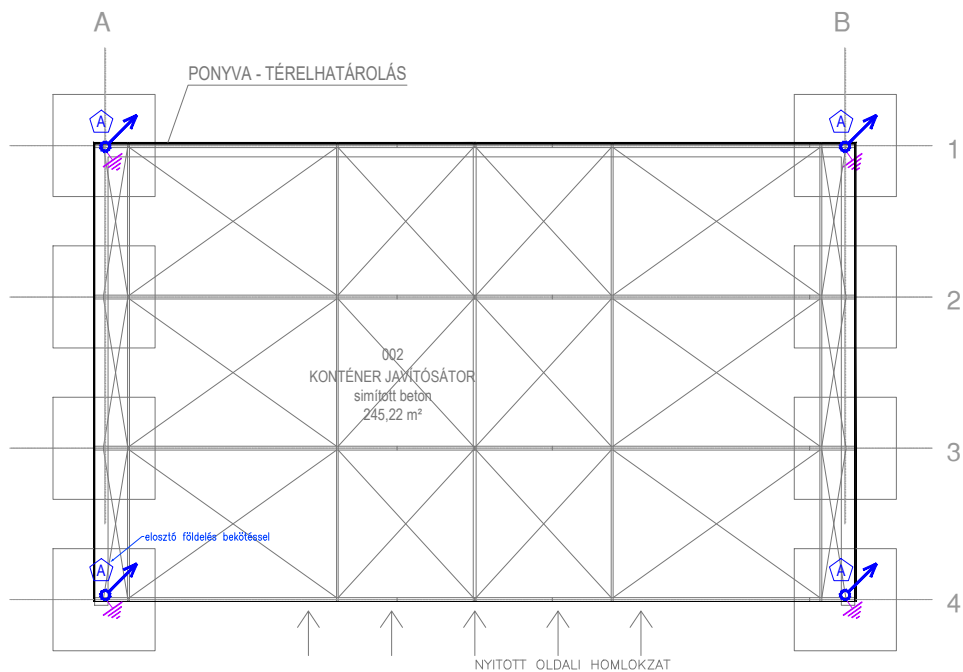 A
B
PONYVA - TÉRELHATÁROLÁS
A
A
1
2
002
KONTÉNER JAVÍTÓSÁTOR
simított beton
245,22 m²
3
elosztó földelés bekötéssel
A
A
4
NYITOTT OLDALI HOMLOKZAT